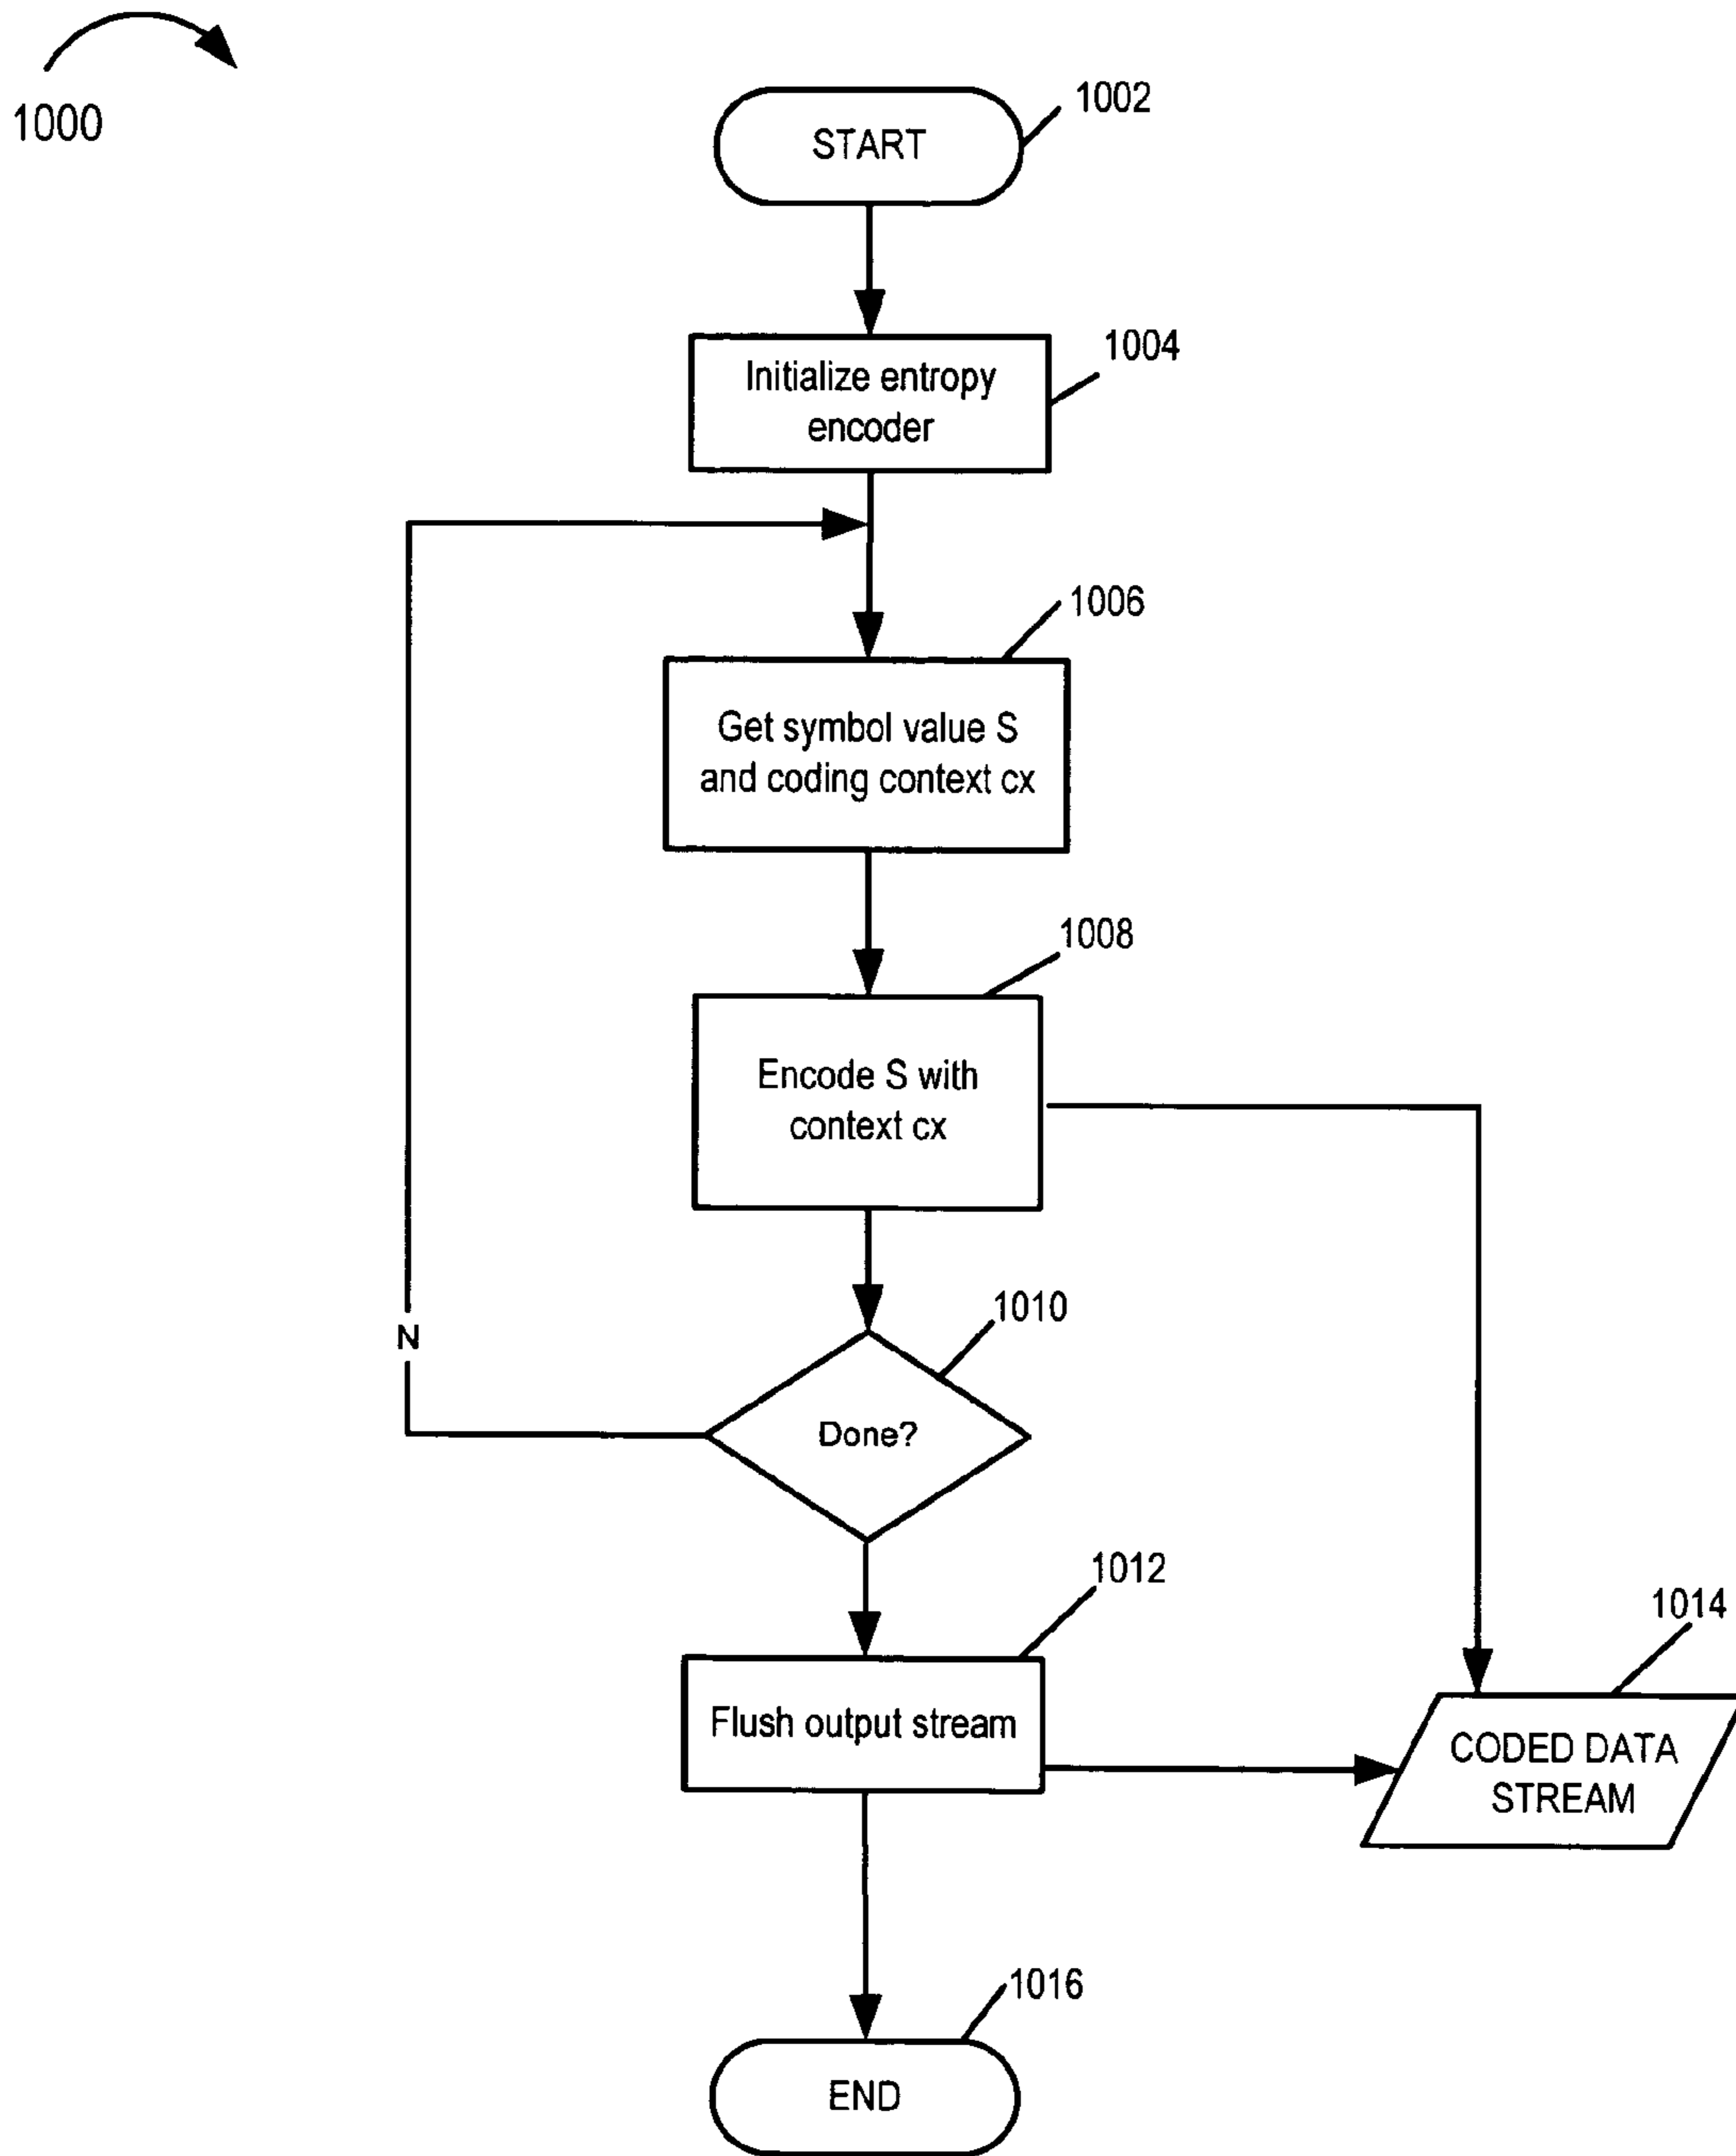 1000
1002
START
1004
Initialize entropy
encoder
1006
Get symbol value S
and coding context cx
1008
Encode S with
context cx
1010
N
Done?
1012
1014
Flush output stream
CODED DATA
STREAM
1016
END